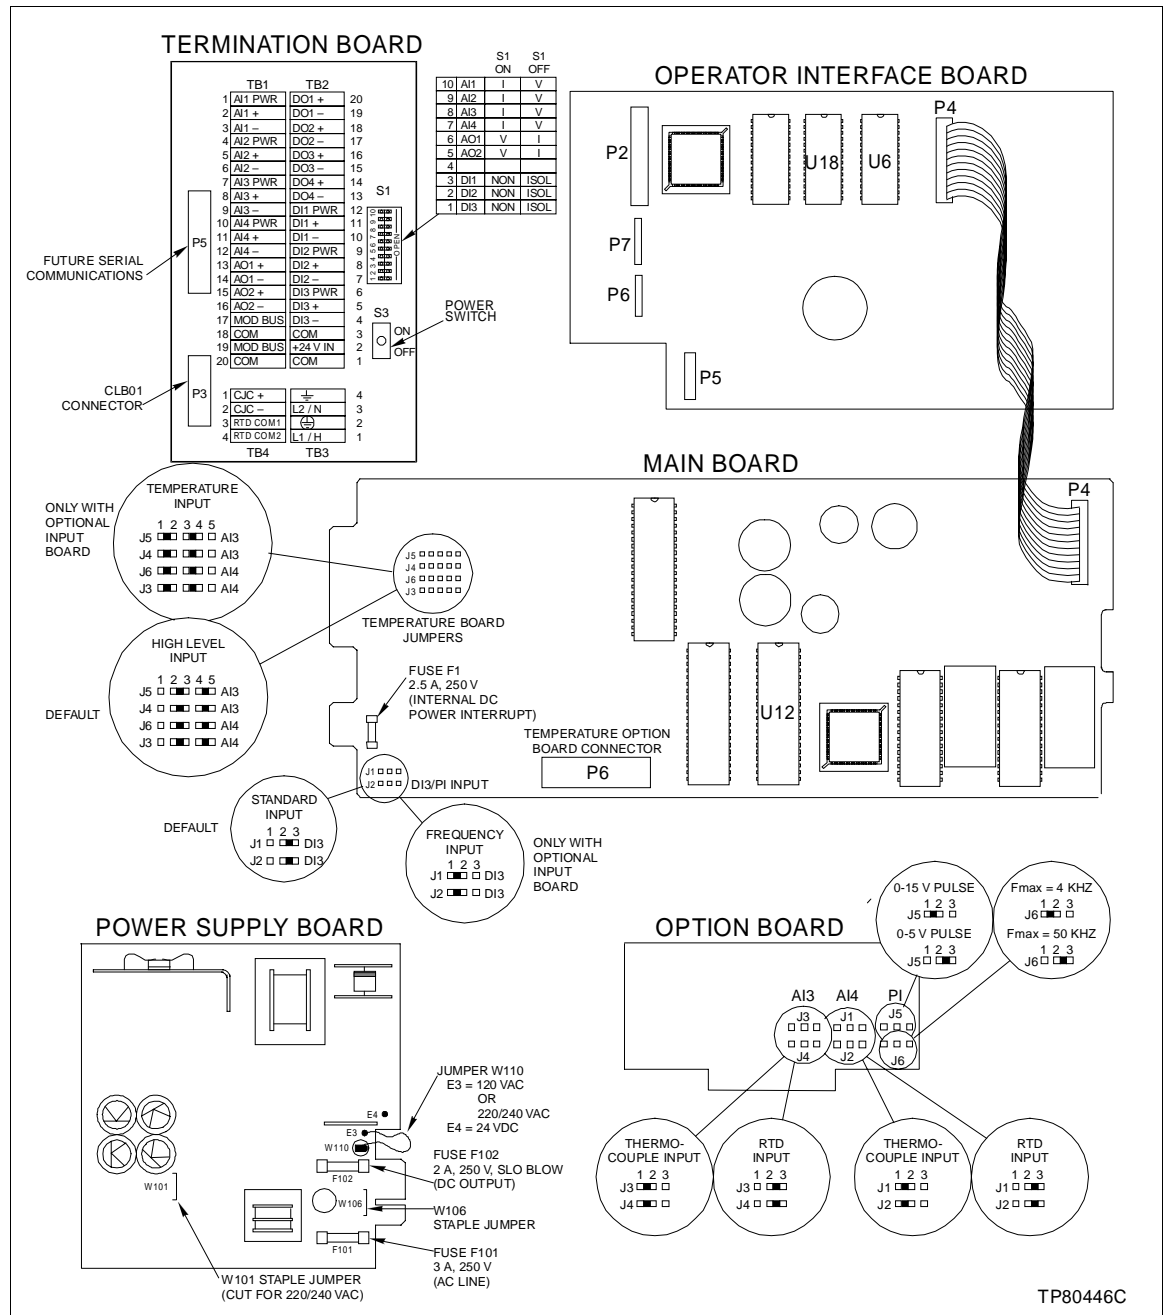 TERMINATION BOARD
TB1 TB2
1 AI1 PWR DO1 + 20
2 AI1 + DO1 – 19
3 AI1 – DO2 + 18
4 AI2 PWR DO2 – 17
5 AI2 + DO3 + 16
6 AI2 – DO3 – 15
7 AI3 PWR DO4 + 14
8 AI3 + DO4 – 13
9 AI3 – DI1 PWR 12
10 AI4 PWR DI1 + 11
11 AI4 + DI1 – 10
12 AI4 – DI2 PWR 9
13 AO1 + DI2 + 8
14 AO1 – DI2 – 7
15 AO2 + DI3 PWR 6
16 AO2 – DI3 + 5
17 MOD BUS DI3 – 4
18 COM COM 3
19 MOD BUS +24 V IN 2
20 COM COM 1
1 CJC + 4
2 CJC – L2 / N 3
3 RTD COM1 2
4 RTD COM2 L1 / H 1
TB4 TB3
P5
FUTURE SERIAL
COMMUNICATIONS
P3
CLB01
CONNECTOR
S1
1 2 3 4 5 6 7 8 9 10
OPEN
S3
ON
OFF
POWER
SWITCH
S1 S1
ON OFF
10 AI1 I V
9 AI2 I V
8 AI3 I V
7 AI4 I V
6 AO1 V I
5 AO2 V I
4
3 DI1 NON ISOL
2 DI2 NON ISOL
1 DI3 NON ISOL
OPERATOR INTERFACE BOARD
P4
P2
U18
U6
P7
P6
P5
MAIN BOARD
P4
TEMPERATURE
INPUT
1 2 3 4 5
J5 AI3
J4 AI3
J6 AI4
J3 AI4
ONLY WITH
OPTIONAL
INPUT
BOARD
J5
J4
J6
J3
TEMPERATURE BOARD
JUMPERS
HIGH LEVEL
INPUT
1 2 3 4 5
J5 AI3
J4 AI3
J6 AI4
J3 AI4
DEFAULT
FUSE F1
2.5 A, 250 V
(INTERNAL DC
POWER INTERRUPT)
TEMPERATURE OPTION
BOARD CONNECTOR
P6
U12
J1
J2
DI3/PI INPUT
STANDARD
INPUT
1 2 3
J1 DI3
J2 DI3
DEFAULT
FREQUENCY
INPUT
1 2 3
J1 DI3
J2 DI3
ONLY WITH
OPTIONAL
INPUT
BOARD
POWER SUPPLY BOARD
E4
E3
W110
F102
W106
F101
W101
JUMPER W110
E3 = 120 VAC
OR
220/240 VAC
E4 = 24 VDC
FUSE F102
2 A, 250 V, SLO BLOW
(DC OUTPUT)
W106
STAPLE JUMPER
FUSE F101
3 A, 250 V
(AC LINE)
W101 STAPLE JUMPER
(CUT FOR 220/240 VAC)
OPTION BOARD
0-15 V PULSE
1 2 3
J5
0-5 V PULSE
1 2 3
J5
Fmax = 4 KHZ
1 2 3
J6
Fmax = 50 KHZ
1 2 3
J6
AI3 AI4 PI
J3 J1 J5
J4 J2 J6
THERMO-
COUPLE INPUT
1 2 3
J3
J4
RTD
INPUT
1 2 3
J3
J4
THERMO-
COUPLE INPUT
1 2 3
J1
J2
RTD
INPUT
1 2 3
J1
J2
TP80446C